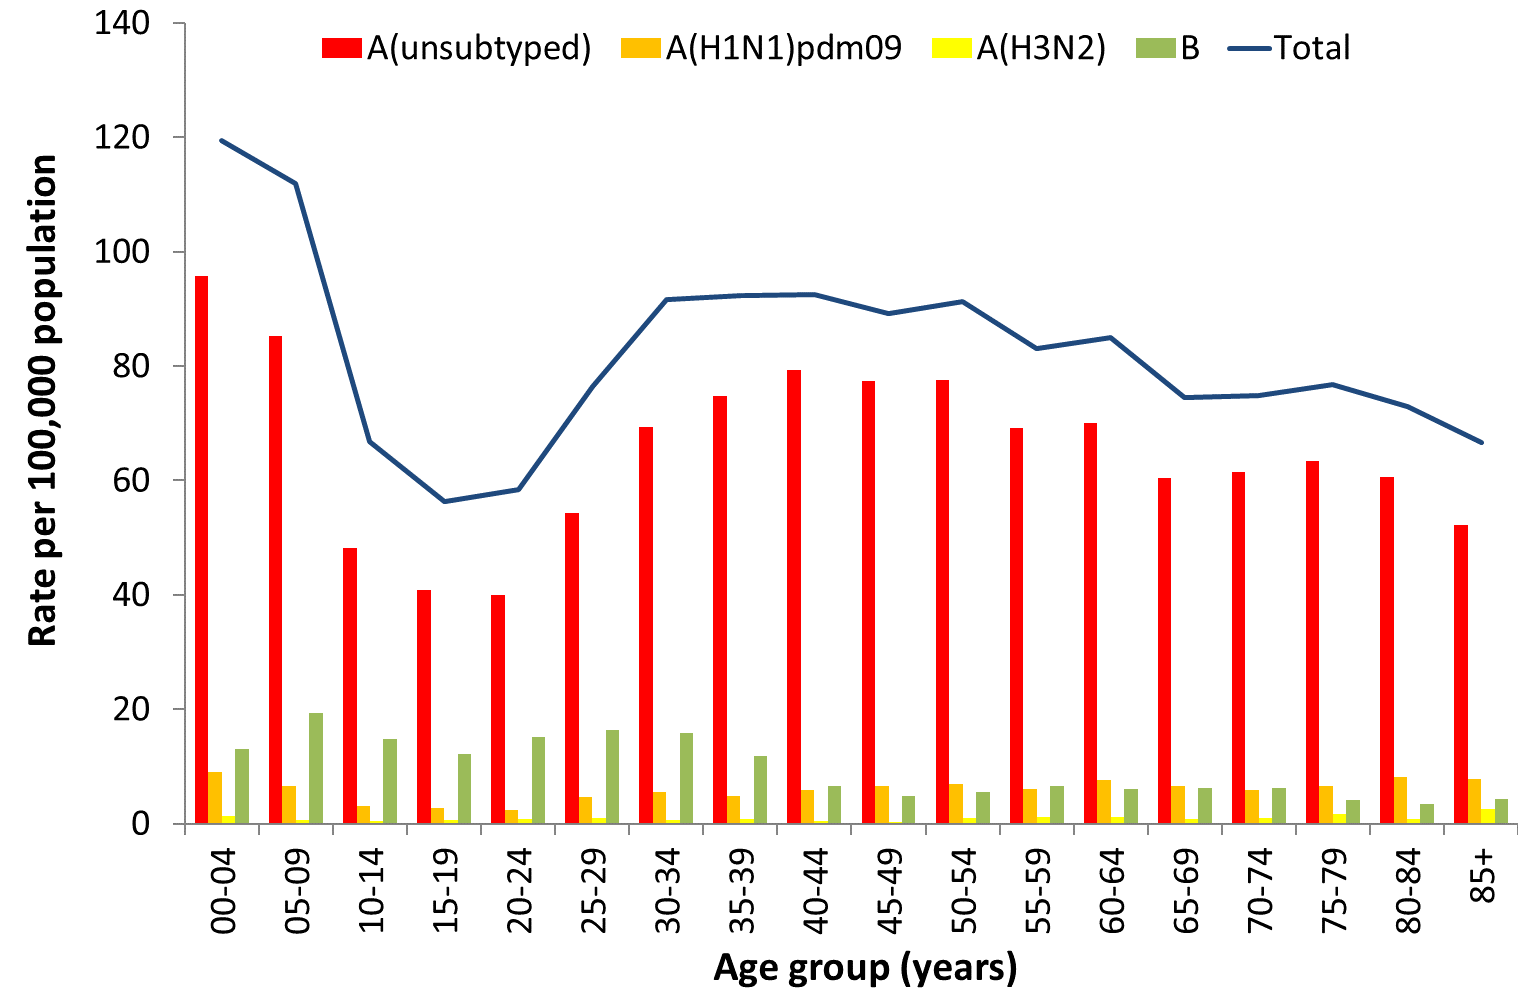 140
120
100
80
60
40
20
0
Rate per 100,000 population
A(unsubtyped) A(H1N1)pdm09 A(H3N2) B Total
00-04 05-09 10-14 15-19 20-24 25-29 30-34 35-39 40-44 45-49 50-54 55-59 60-64 65-69 70-74 75-79 80-84 85+
Age group (years)